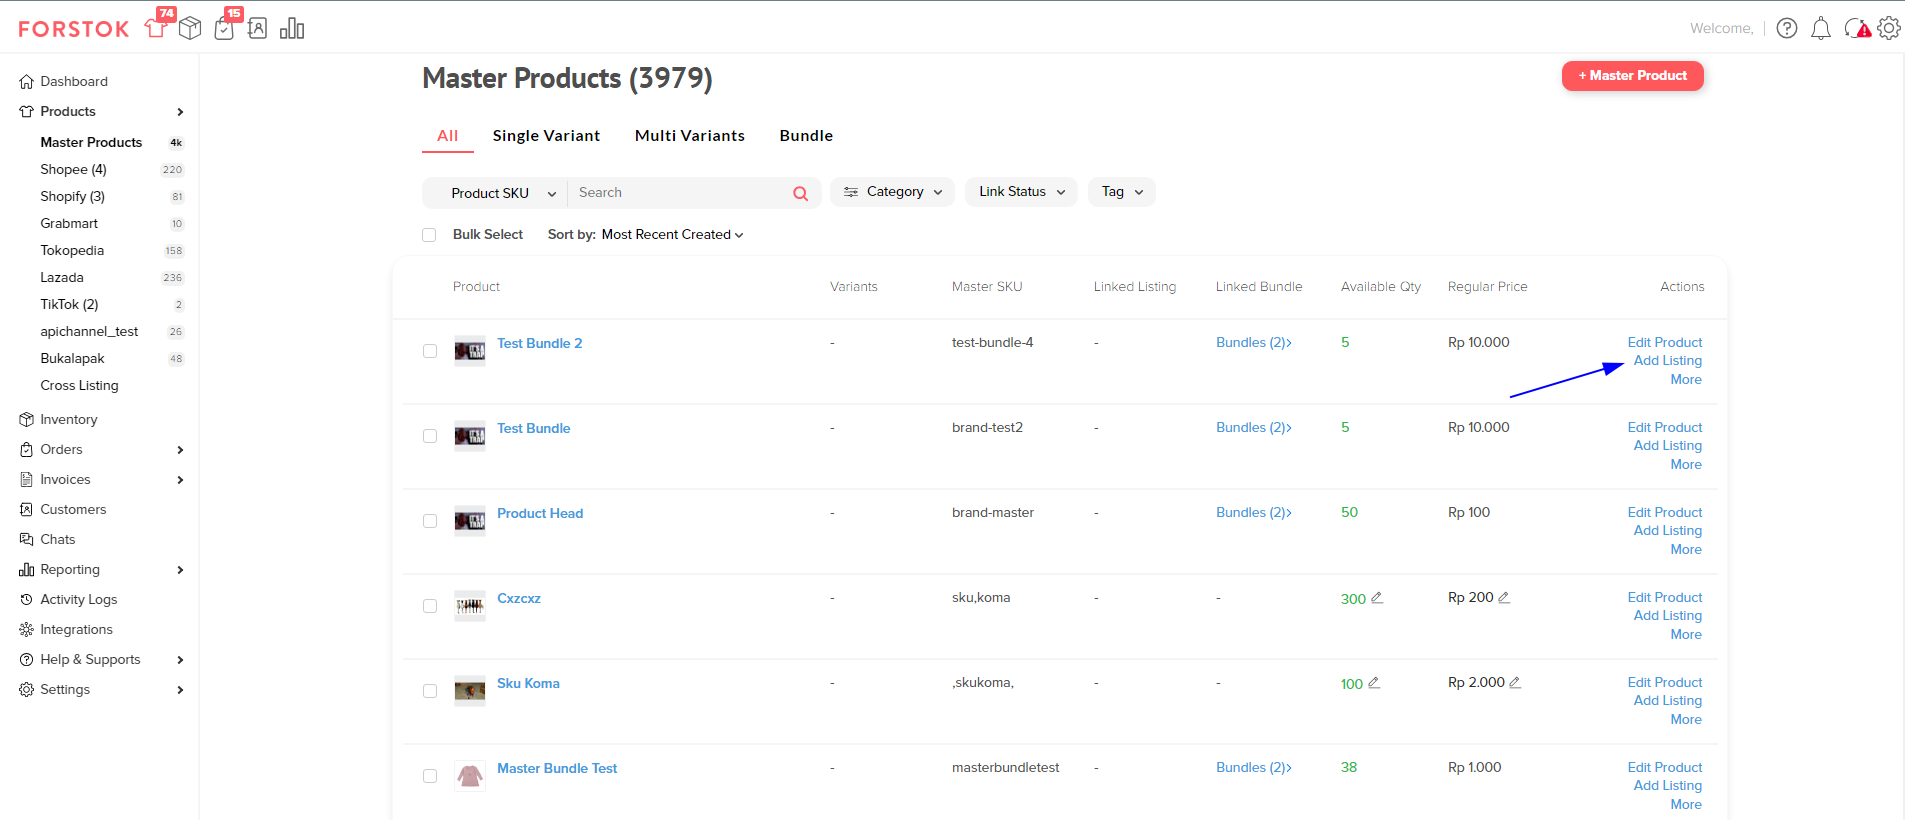 FORSTOK
74
15
Welcome,
Dashboard
Products
Master Products 4k
Shopee (4) 220
Shopify (3) 81
Grabmart 10
Tokopedia 158
Lazada 236
TikTok (2) 2
apichannel_test 26
Bukalapak 48
Cross Listing
Inventory
Orders
Invoices
Customers
Chats
Reporting
Activity Logs
Integrations
Help & Supports
Settings
Master Products (3979)
+ Master Product
All Single Variant Multi Variants Bundle
Product SKU Search Category Link Status Tag
Bulk Select Sort by: Most Recent Created
Product Variants Master SKU Linked Listing Linked Bundle Available Qty Regular Price Actions
IT'S A TRAP Test Bundle 2 - test-bundle-4 - Bundles (2)> 5 Rp 10.000 Edit Product
Add Listing
More
IT'S A TRAP Test Bundle - brand-test2 - Bundles (2)> 5 Rp 10.000 Edit Product
Add Listing
More
IT'S A TRAP Product Head - brand-master - Bundles (2)> 50 Rp 100 Edit Product
Add Listing
More
Cxzcxz - sku,koma - - 300 Rp 200 Edit Product
Add Listing
More
Sku Koma - ,skukoma, - - 100 Rp 2.000 Edit Product
Add Listing
More
Master Bundle Test - masterbundletest - Bundles (2)> 38 Rp 1.000 Edit Product
Add Listing
More